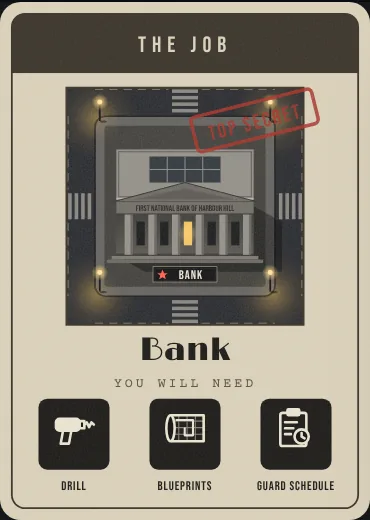 THE JOB
TOP SECRET
FIRST NATIONAL BANK OF HARBOUR HILL
BANK
Bank
YOU WILL NEED
DRILL
BLUEPRINTS
GUARD SCHEDULE